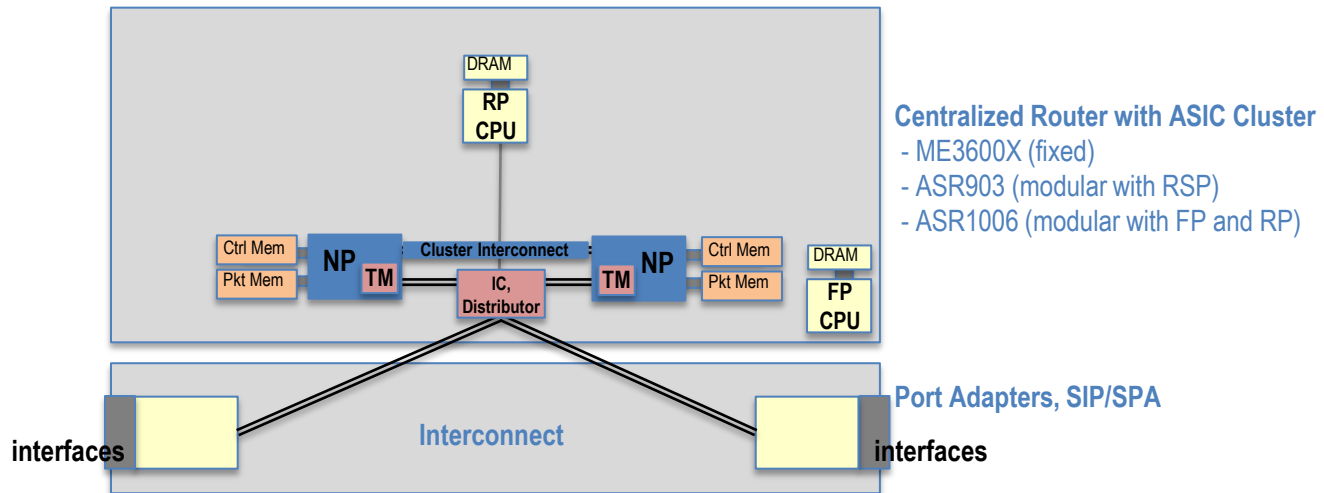 DRAM
RP
CPU
Centralized Router with ASIC Cluster
- ME3600X (fixed)
- ASR903 (modular with RSP)
- ASR1006 (modular with FP and RP)
Ctrl Mem
Pkt Mem
NP
TM
Cluster Interconnect
IC,
Distributor
NP
TM
Ctrl Mem
Pkt Mem
DRAM
FP
CPU
Port Adapters, SIP/SPA
Interconnect
interfaces
interfaces